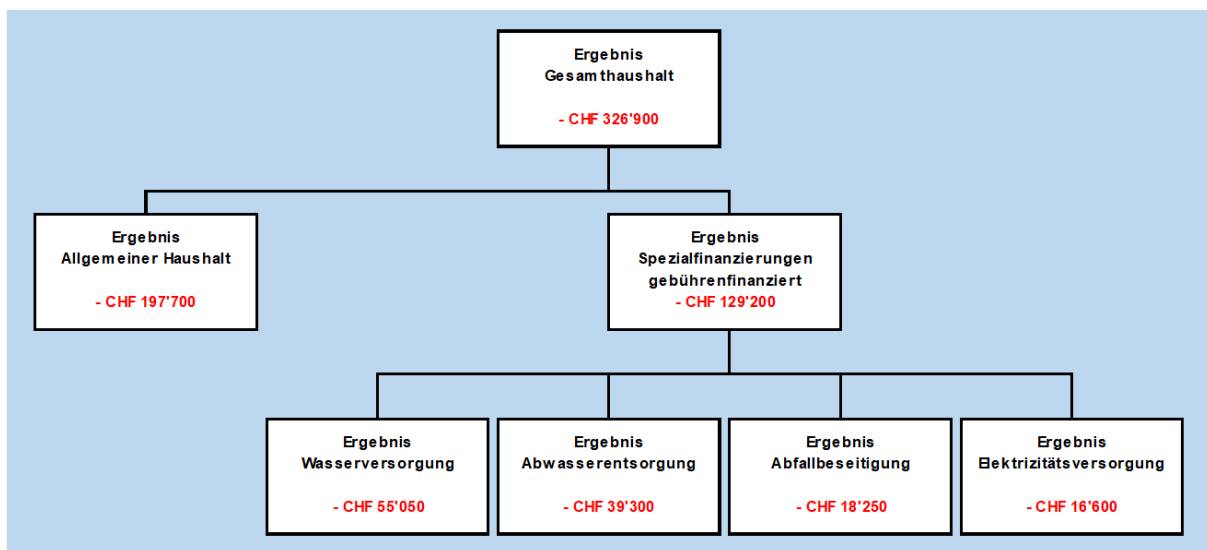 Ergebnis
Gesamthaushalt
- CHF 326'900
Ergebnis
Allgemeiner Haushalt
- CHF 197'700
Ergebnis
Spezialfinanzierungen
gebührenfinanziert
- CHF 129'200
Ergebnis
Wasserversorgung
- CHF 55'050
Ergebnis
Abwasserentsorgung
- CHF 39'300
Ergebnis
Abfallbeseitigung
- CHF 18'250
Ergebnis
Elektrizitätsversorgung
- CHF 16'600